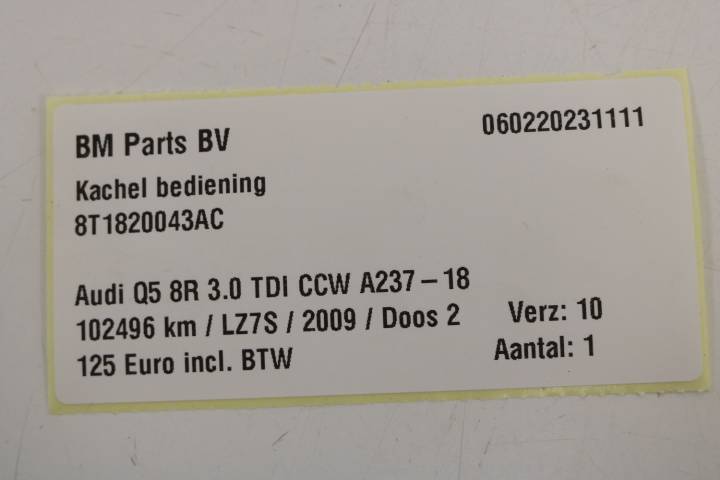 BM Parts BV
060220231111
Kachel bediening
8T1820043AC
Audi Q5 8R 3.0 TDI CCW A237-18
102496 km / LZ7S / 2009 / Doos 2
Verz: 10
125 Euro incl. BTW
Aantal: 1